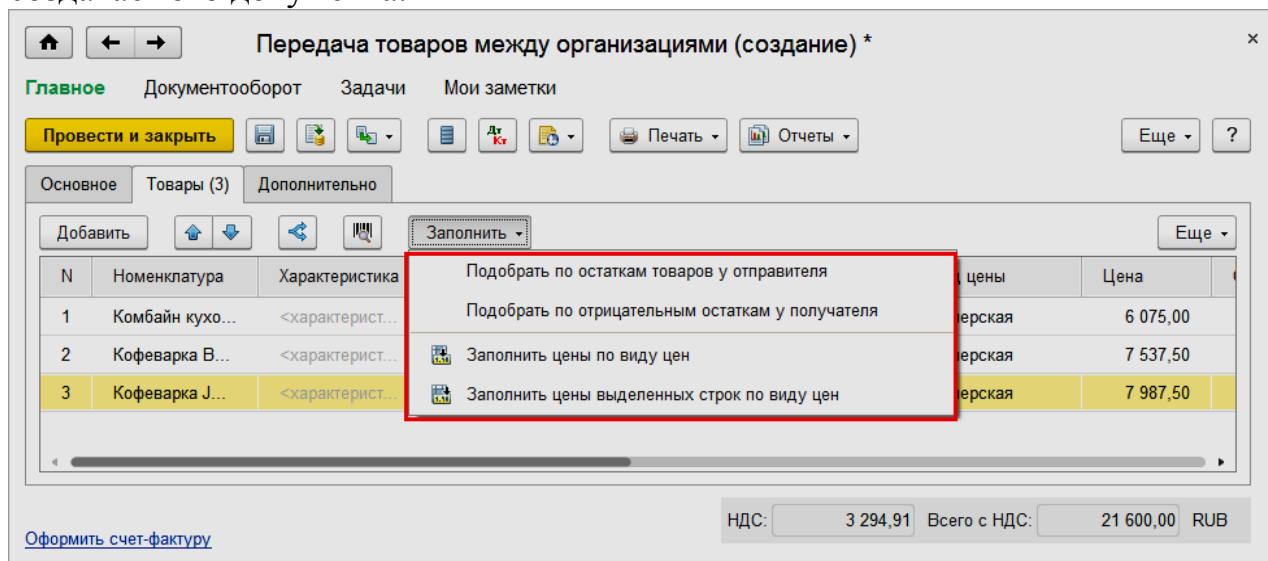 Передача товаров между организациями (создание) * ×
Главное Документооборот Задачи Мои заметки
Провести и закрыть Дт Кт Печать Отчеты Еще ?
Основное Товары (3) Дополнительно
Добавить Заполнить Еще
N Номенклатура Характеристика цены Цена
1 Комбайн кухо... <характерист... 6 075,00
2 Кофеварка B... <характерист... 7 537,50
3 Кофеварка J... <характерист... 7 987,50
Подобрать по остаткам товаров у отправителя
Подобрать по отрицательным остаткам у получателя
Заполнить цены по виду цен
Заполнить цены выделенных строк по виду цен
НДС: 3 294,91 Всего с НДС: 21 600,00 RUB
Оформить счет-фактуру